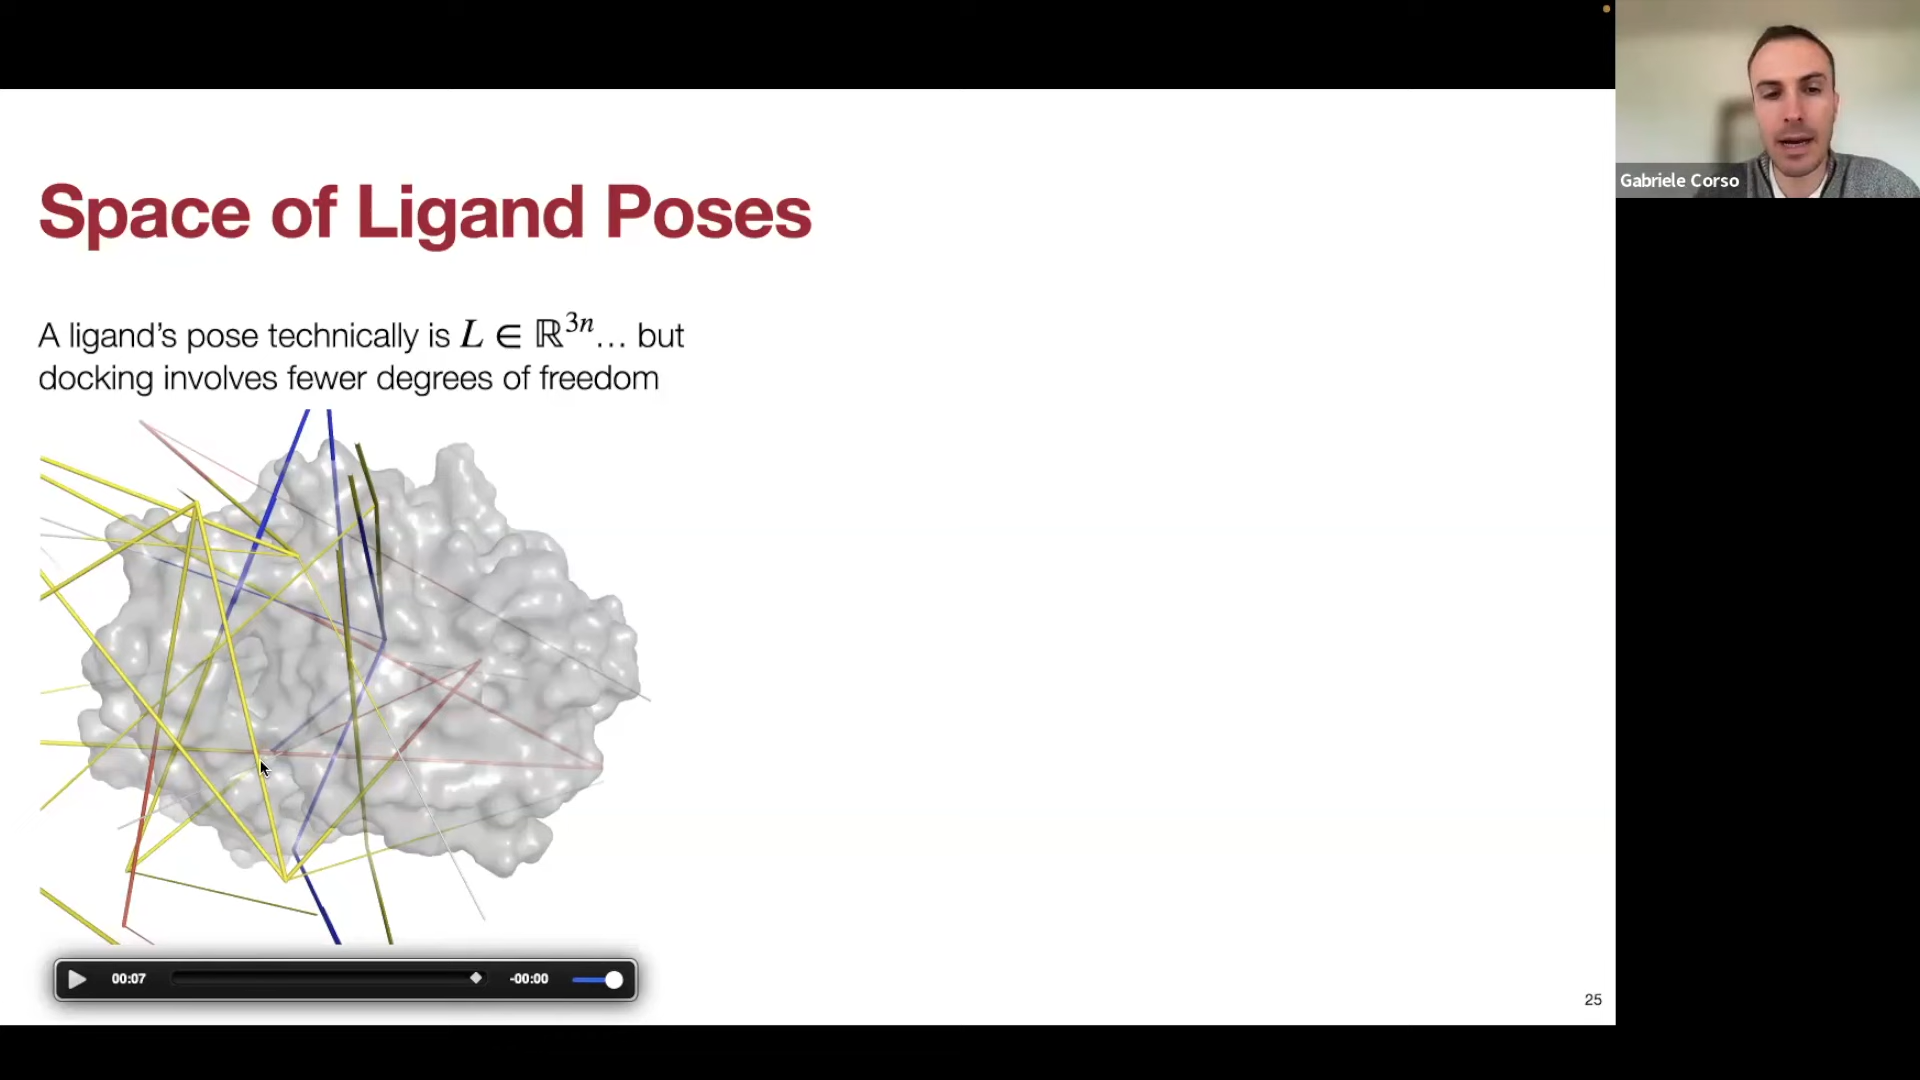 Gabriele Corso
Space of Ligand Poses
A ligand’s pose technically is L ∈ ℝ³ⁿ… but
docking involves fewer degrees of freedom
00:07
-00:00
25